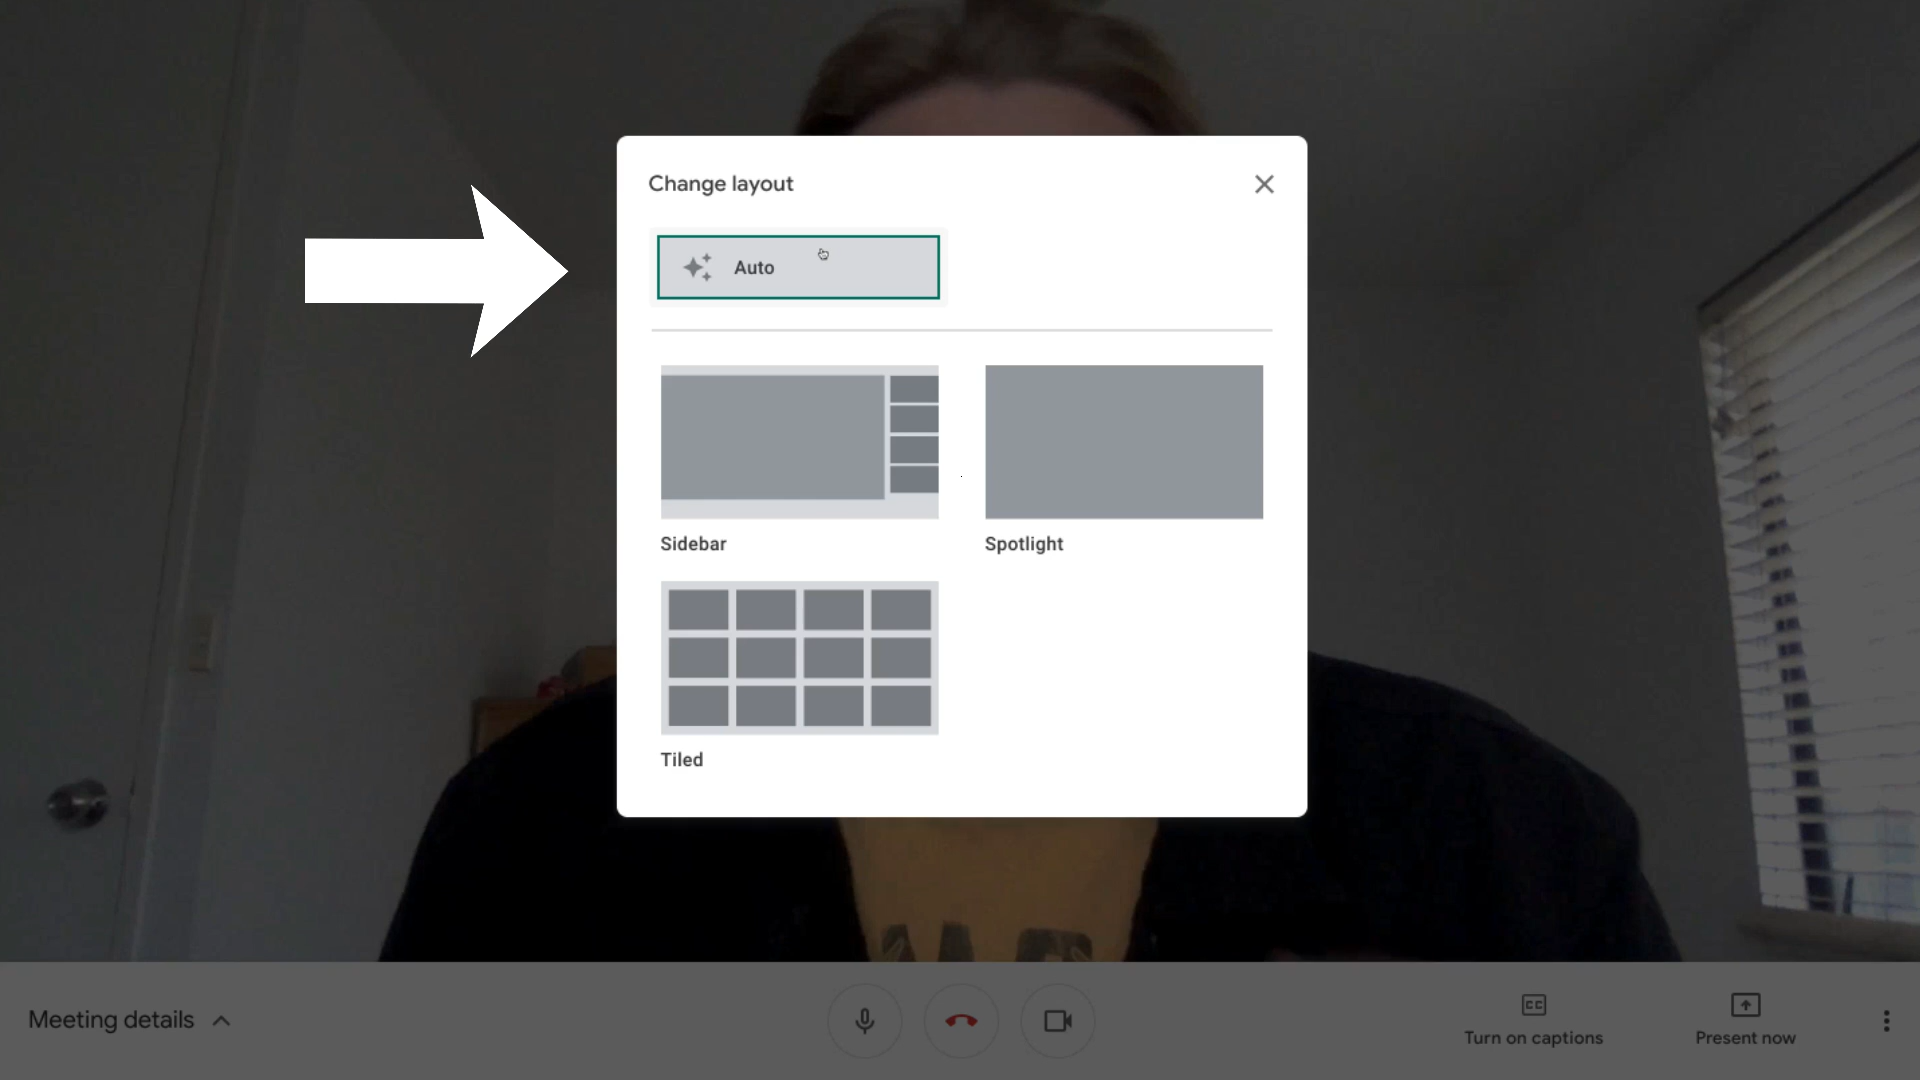 Change layout
Auto
Sidebar
Spotlight
Tiled
Meeting details
Turn on captions
Present now